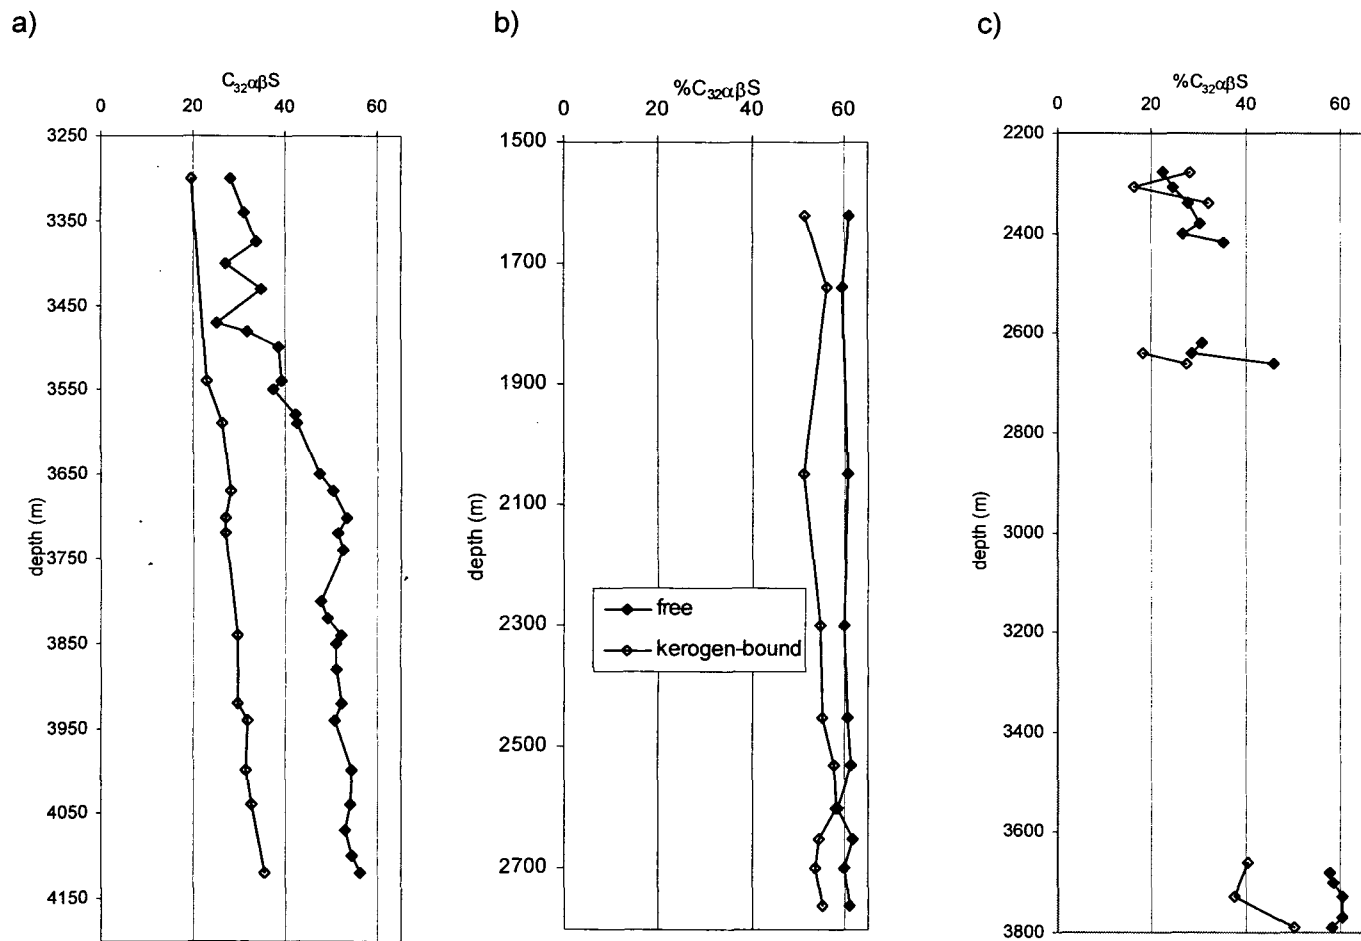 a)
C₃₂αβS
0 20 40 60
3250
3350
3450
3550
3650
3750
3850
3950
4050
4150
depth (m)
b)
%C₃₂αβS
0 20 40 60
1500
1700
1900
2100
2300
2500
2700
depth (m)
free
kerogen-bound
c)
%C₃₂αβS
0 20 40 60
2200
2400
2600
2800
3000
3200
3400
3600
3800
depth (m)